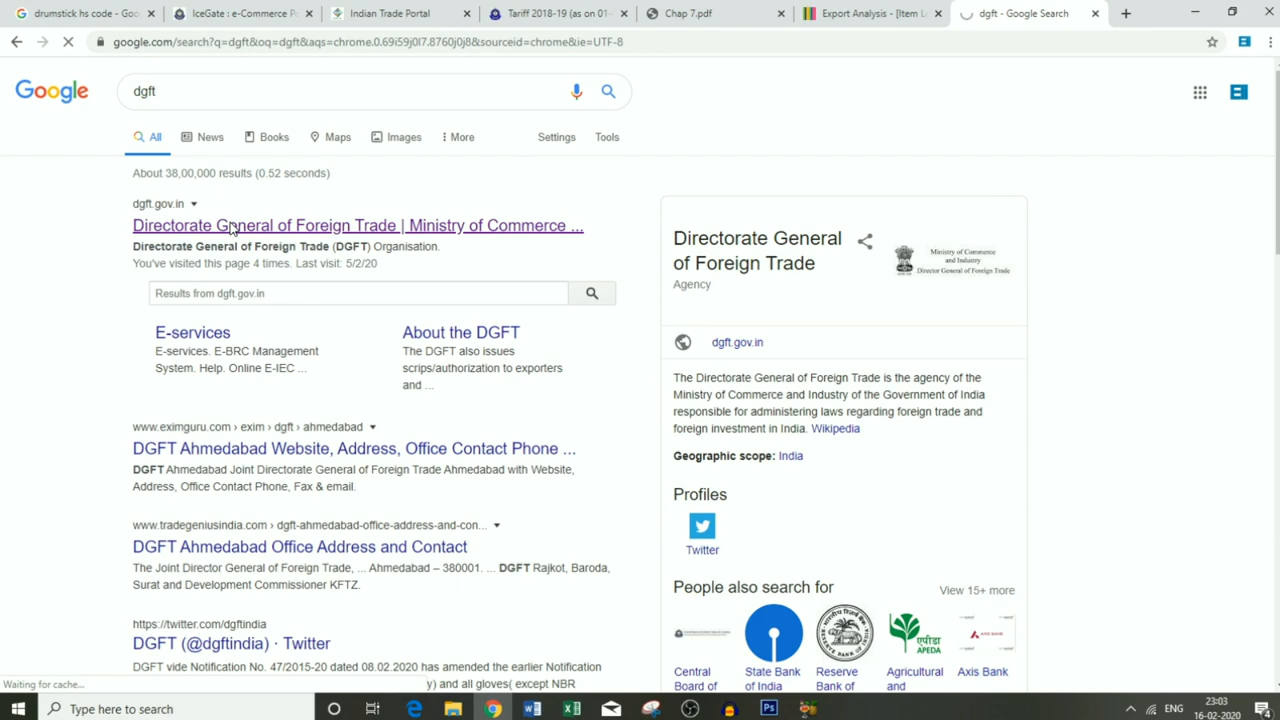 drumstick hs code - Goo
IceGate : e-Commerce P
Indian Trade Portal
Tariff 2018-19 (as on 01-
Chap 7.pdf
Export Analysis - [Item L
dgft - Google Search
google.com/search?q=dgft&oq=dgft&aqs=chrome.0.69i59j0l7.8760j0j8&sourceid=chrome&ie=UTF-8
Google
dgft
All
News
Books
Maps
Images
More
Settings
Tools
About 38,00,000 results (0.52 seconds)
dgft.gov.in
Directorate General of Foreign Trade | Ministry of Commerce ...
Directorate General of Foreign Trade (DGFT) Organisation.
You've visited this page 4 times. Last visit: 5/2/20
Results from dgft.gov.in
E-services
E-services. E-BRC Management
System. Help. Online E-IEC ...
About the DGFT
The DGFT also issues
scrips/authorization to exporters
and ...
www.eximguru.com › exim › dgft › ahmedabad
DGFT Ahmedabad Website, Address, Office Contact Phone ...
DGFT Ahmedabad Joint Directorate General of Foreign Trade Ahmedabad with Website,
Address, Office Contact Phone, Fax & email.
www.tradegeniusindia.com › dgft-ahmedabad-office-address-and-con...
DGFT Ahmedabad Office Address and Contact
The Joint Director General of Foreign Trade, ... Ahmedabad – 380001. ... DGFT Rajkot, Baroda,
Surat and Development Commissioner KFTZ.
https://twitter.com/dgftindia
DGFT (@dgftindia) · Twitter
DGFT vide Notification No. 47/2015-20 dated 08.02.2020 has amended the earlier Notification
y) and all gloves( except NBR
Waiting for cache...
Directorate General
of Foreign Trade
Agency
Ministry of Commerce
and Industry
Director General of Foreign Trade
dgft.gov.in
The Directorate General of Foreign Trade is the agency of the
Ministry of Commerce and Industry of the Government of India
responsible for administering laws regarding foreign trade and
foreign investment in India. Wikipedia
Geographic scope: India
Profiles
Twitter
People also search for
View 15+ more
एपीडा
APEDA
AXIS BANK
Central
Board of
State Bank
of India
Reserve
Bank of
Agricultural
and
Axis Bank
Type here to search
Ps
ENG
23:03
16-02-2020
4